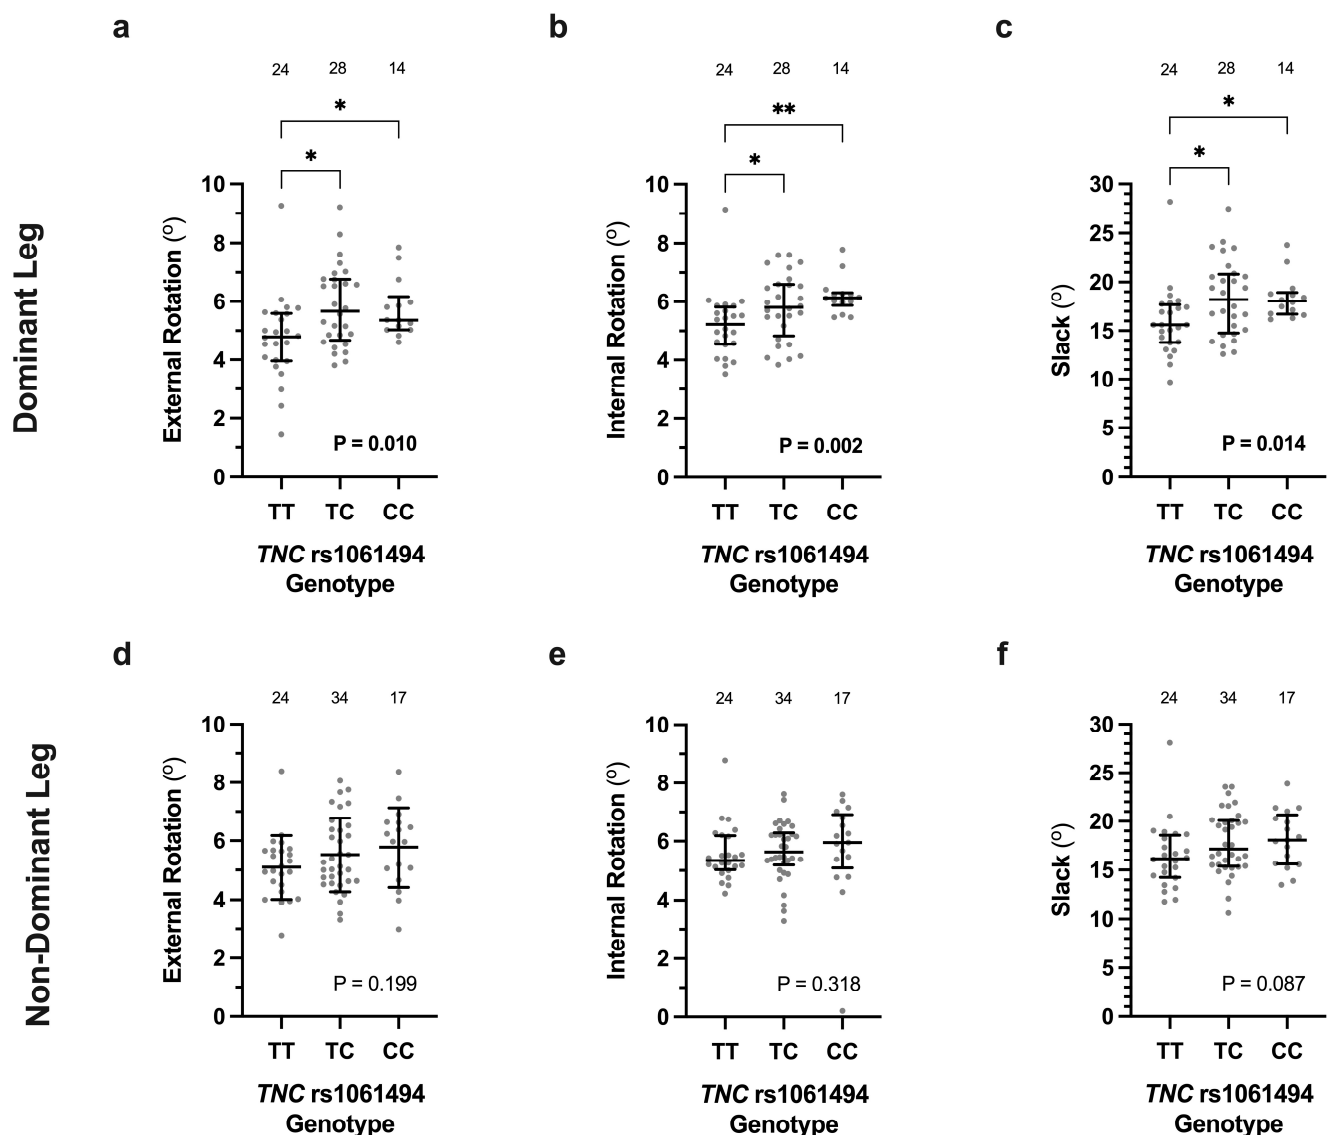 a
24 28 14
*
*
10
8
6
4
2
0
External Rotation (º)
P = 0.010
TT TC CC
TNC rs1061494
Genotype
b
24 28 14
**
*
10
8
6
4
2
0
Internal Rotation (º)
P = 0.002
TT TC CC
TNC rs1061494
Genotype
c
24 28 14
*
*
30
25
20
15
10
5
0
Slack (º)
P = 0.014
TT TC CC
TNC rs1061494
Genotype
Dominant Leg
d
24 34 17
10
8
6
4
2
0
External Rotation (º)
P = 0.199
TT TC CC
TNC rs1061494
Genotype
e
24 34 17
10
8
6
4
2
0
Internal Rotation (º)
P = 0.318
TT TC CC
TNC rs1061494
Genotype
f
24 34 17
30
25
20
15
10
5
0
Slack (º)
P = 0.087
TT TC CC
TNC rs1061494
Genotype
Non-Dominant Leg